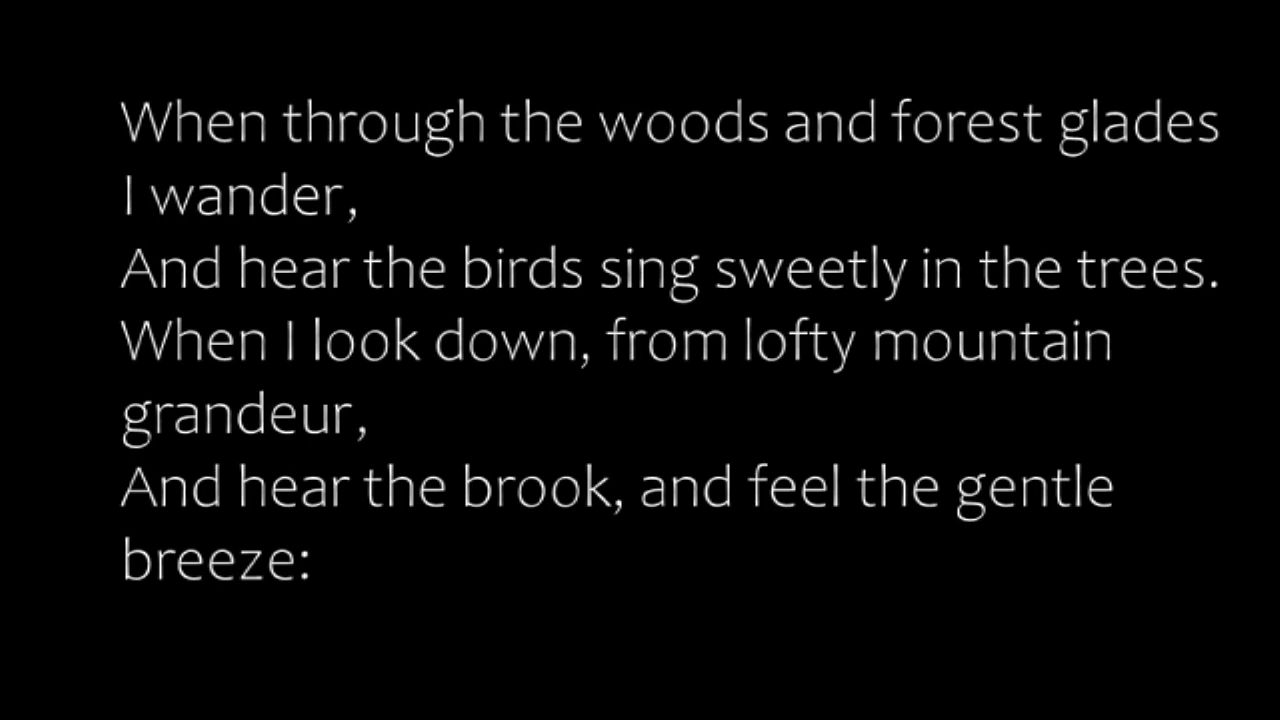 When through the woods and forest glades
I wander,
And hear the birds sing sweetly in the trees.
When I look down, from lofty mountain
grandeur,
And hear the brook, and feel the gentle
breeze: